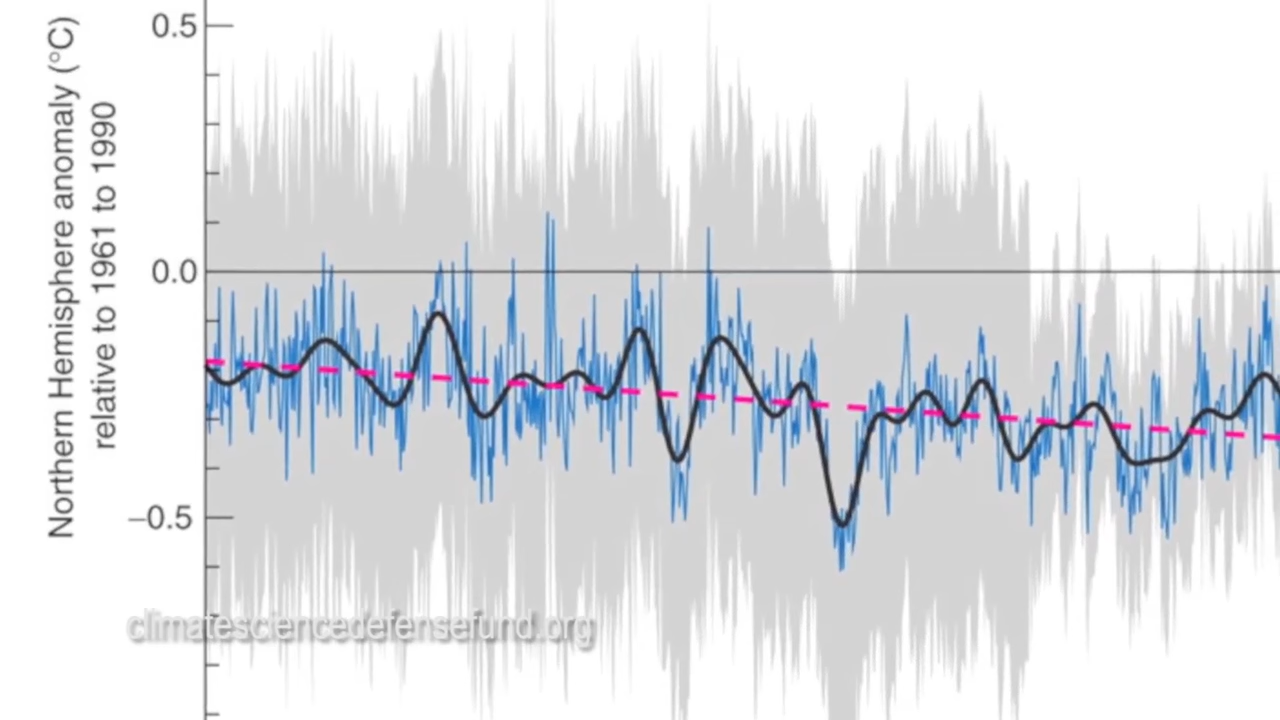 Northern Hemisphere anomaly (°C)
relative to 1961 to 1990
0.5
0.0
−0.5
climatesciencedefensefund.org